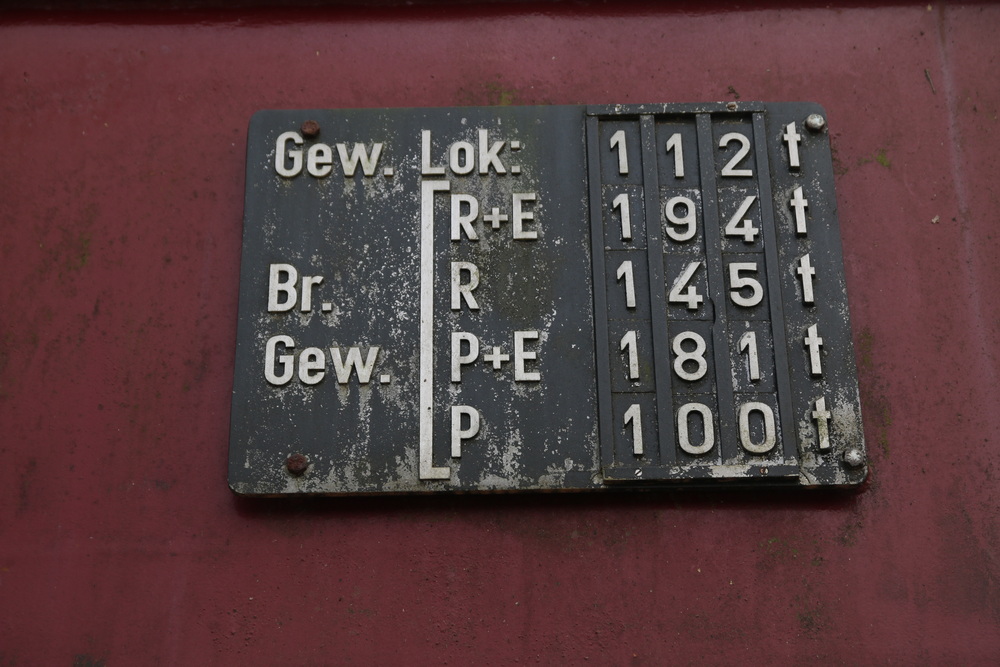 Gew. Lok: 112 t
R+E 194 t
Br. R 145 t
Gew. P+E 181 t
P 100 t